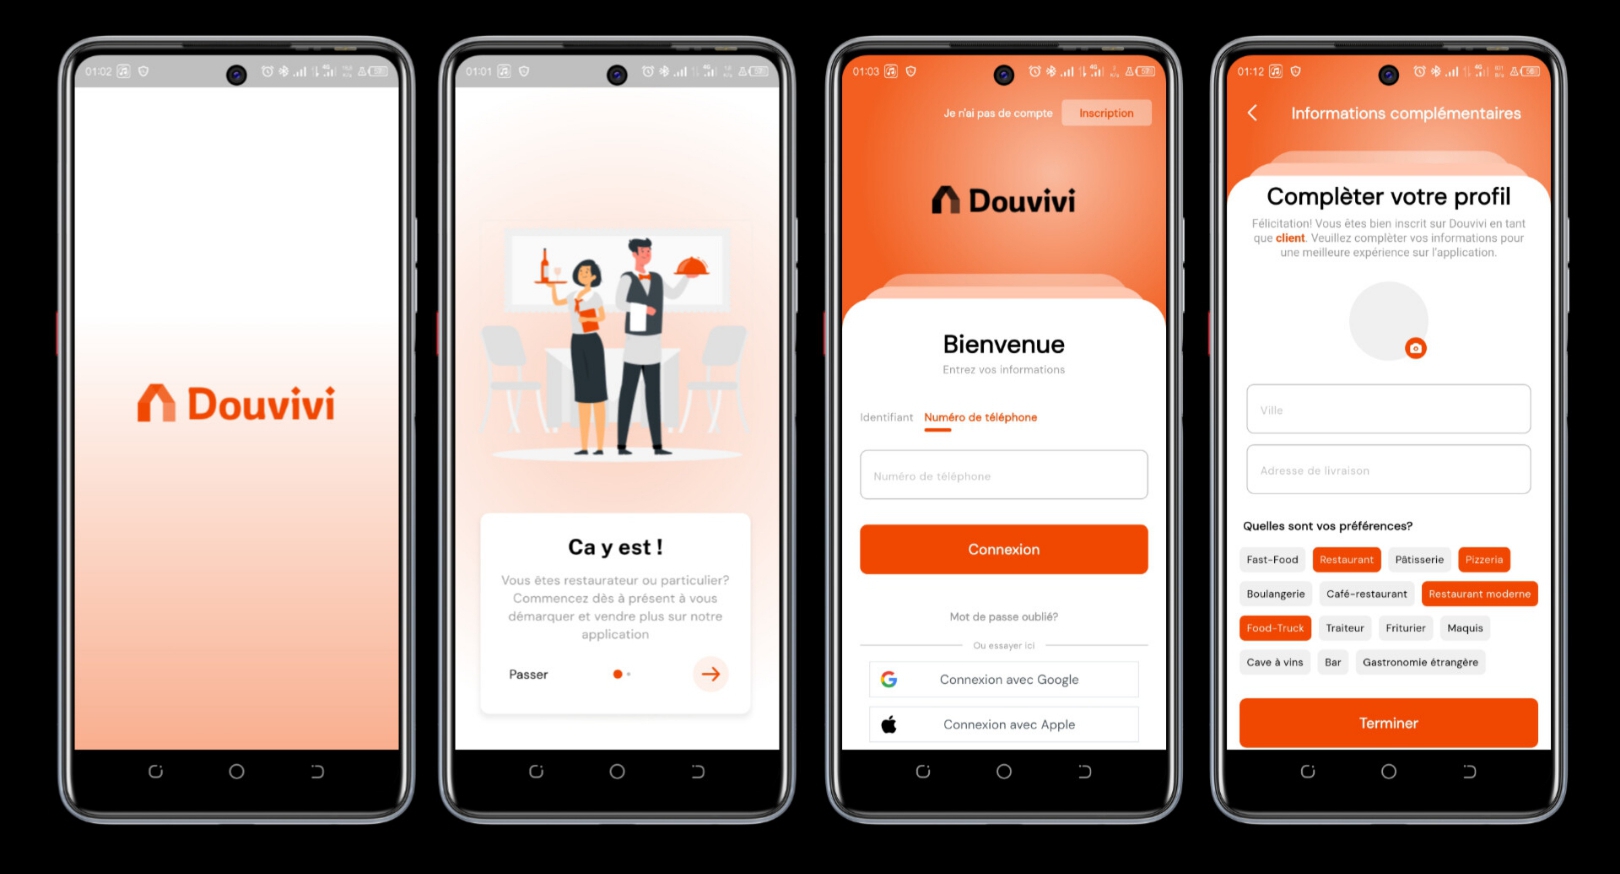 01:02
Douvivi
01:01
Ca y est !
Vous êtes restaurateur ou particulier?
Commencez dès à présent à vous
démarquer et vendre plus sur notre
application
Passer
01:03
Je n'ai pas de compte
Inscription
Douvivi
Bienvenue
Entrez vos informations
Identifiant
Numéro de téléphone
Numéro de téléphone
Connexion
Mot de passe oublié?
Ou essayer ici
Connexion avec Google
Connexion avec Apple
01:12
Informations complémentaires
Complèter votre profil
Félicitation! Vous êtes bien inscrit sur Douvivi en tant
que client. Veuillez complèter vos informations pour
une meilleure expérience sur l'application.
Ville
Adresse de livraison
Quelles sont vos préférences?
Fast-Food Restaurant Pâtisserie Pizzeria
Boulangerie Café-restaurant Restaurant moderne
Food-Truck Traiteur Friturier Maquis
Cave à vins Bar Gastronomie étrangère
Terminer